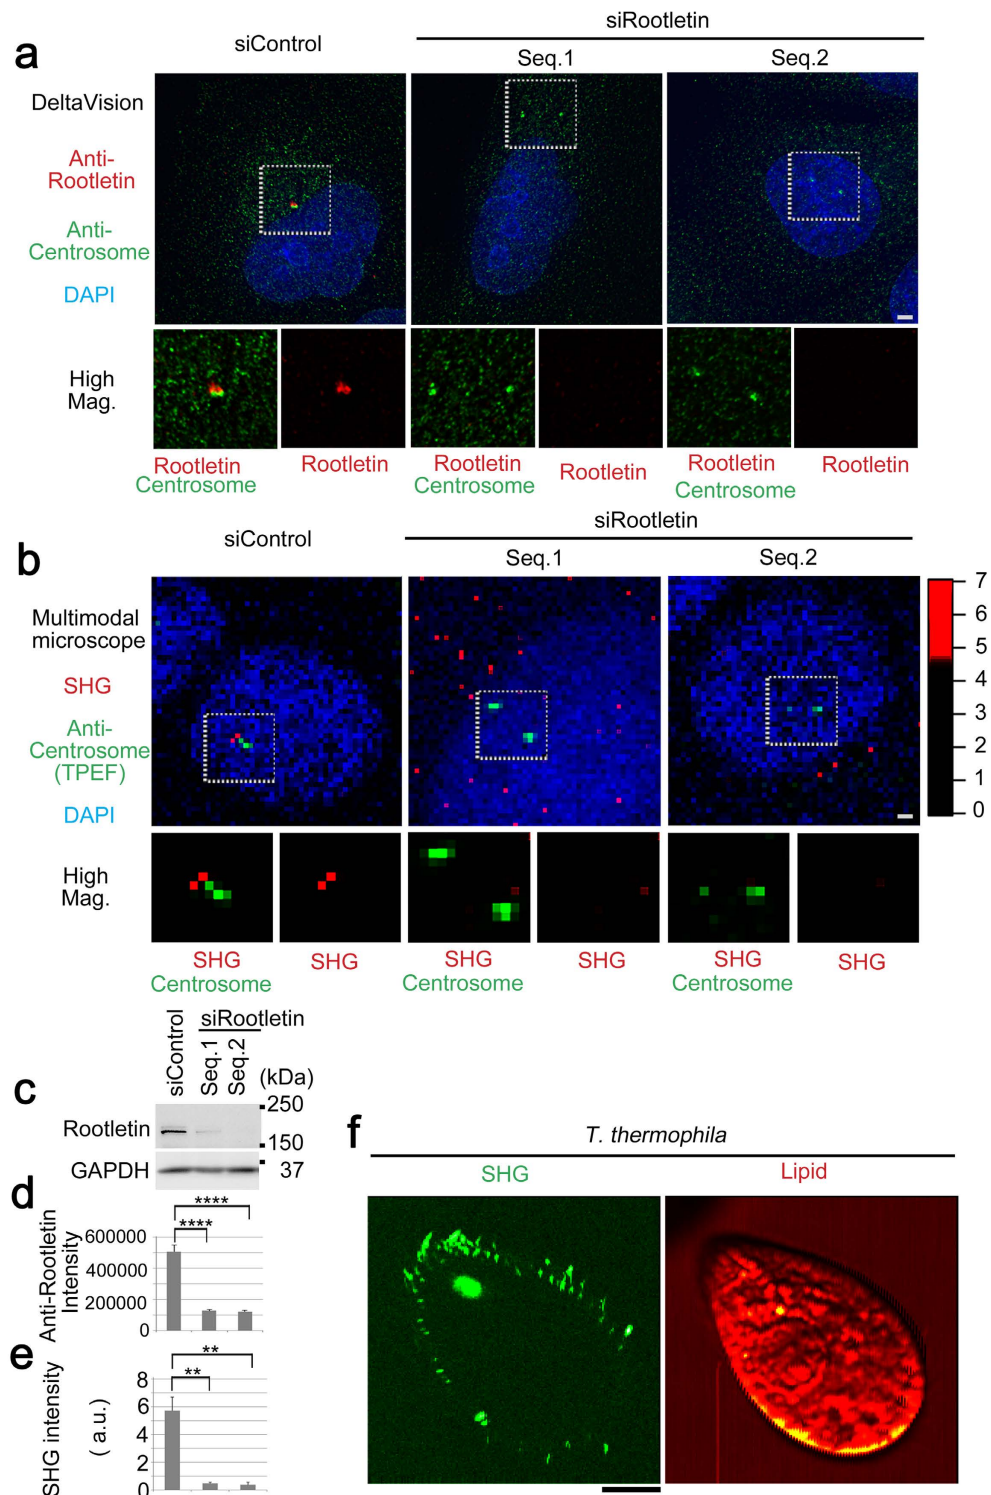 a
siControl
siRootletin
Seq.1
Seq.2
DeltaVision
Anti-
Rootletin
Anti-
Centrosome
DAPI
High
Mag.
Rootletin
Centrosome
Rootletin
Rootletin
Centrosome
Rootletin
Rootletin
Centrosome
Rootletin
b
siControl
siRootletin
Seq.1
Seq.2
Multimodal
microscope
SHG
Anti-
Centrosome
(TPEF)
DAPI
7
6
5
4
3
2
1
0
High
Mag.
SHG
Centrosome
SHG
SHG
Centrosome
SHG
SHG
Centrosome
SHG
c
siControl
siRootletin
Seq.1
Seq.2
(kDa)
250
Rootletin
150
GAPDH
37
d
****
****
Anti-Rootletin
Intensity
600000
400000
200000
0
e
**
**
SHG intensity
( a.u.)
8
6
4
2
0
f
T. thermophila
SHG
Lipid